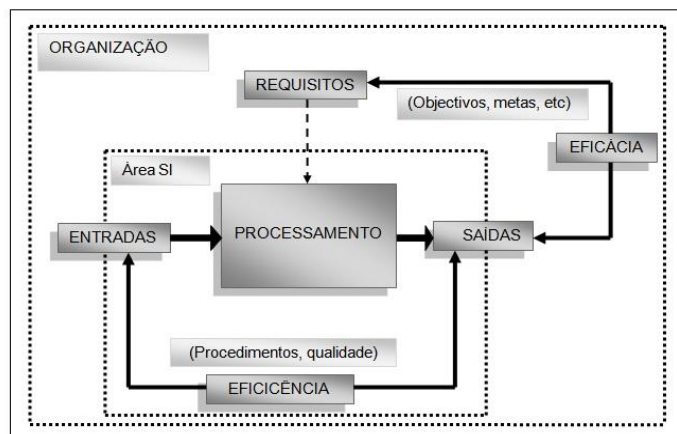 ORGANIZAÇÃO
REQUISITOS
(Objectivos, metas, etc)
EFICÁCIA
Área SI
ENTRADAS
PROCESSAMENTO
SAÍDAS
(Procedimentos, qualidade)
EFICICÊNCIA